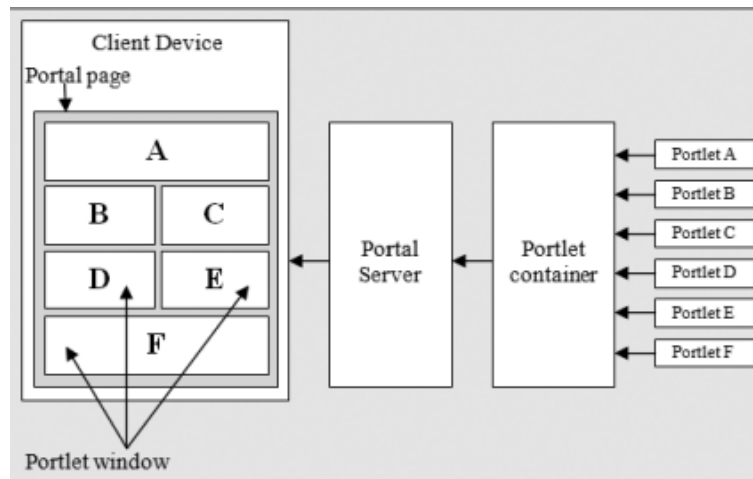 Client Device
Portal page
A
B
C
D
E
F
Portlet window
Portal
Server
Portlet
container
Portlet A
Portlet B
Portlet C
Portlet D
Portlet E
Portlet F